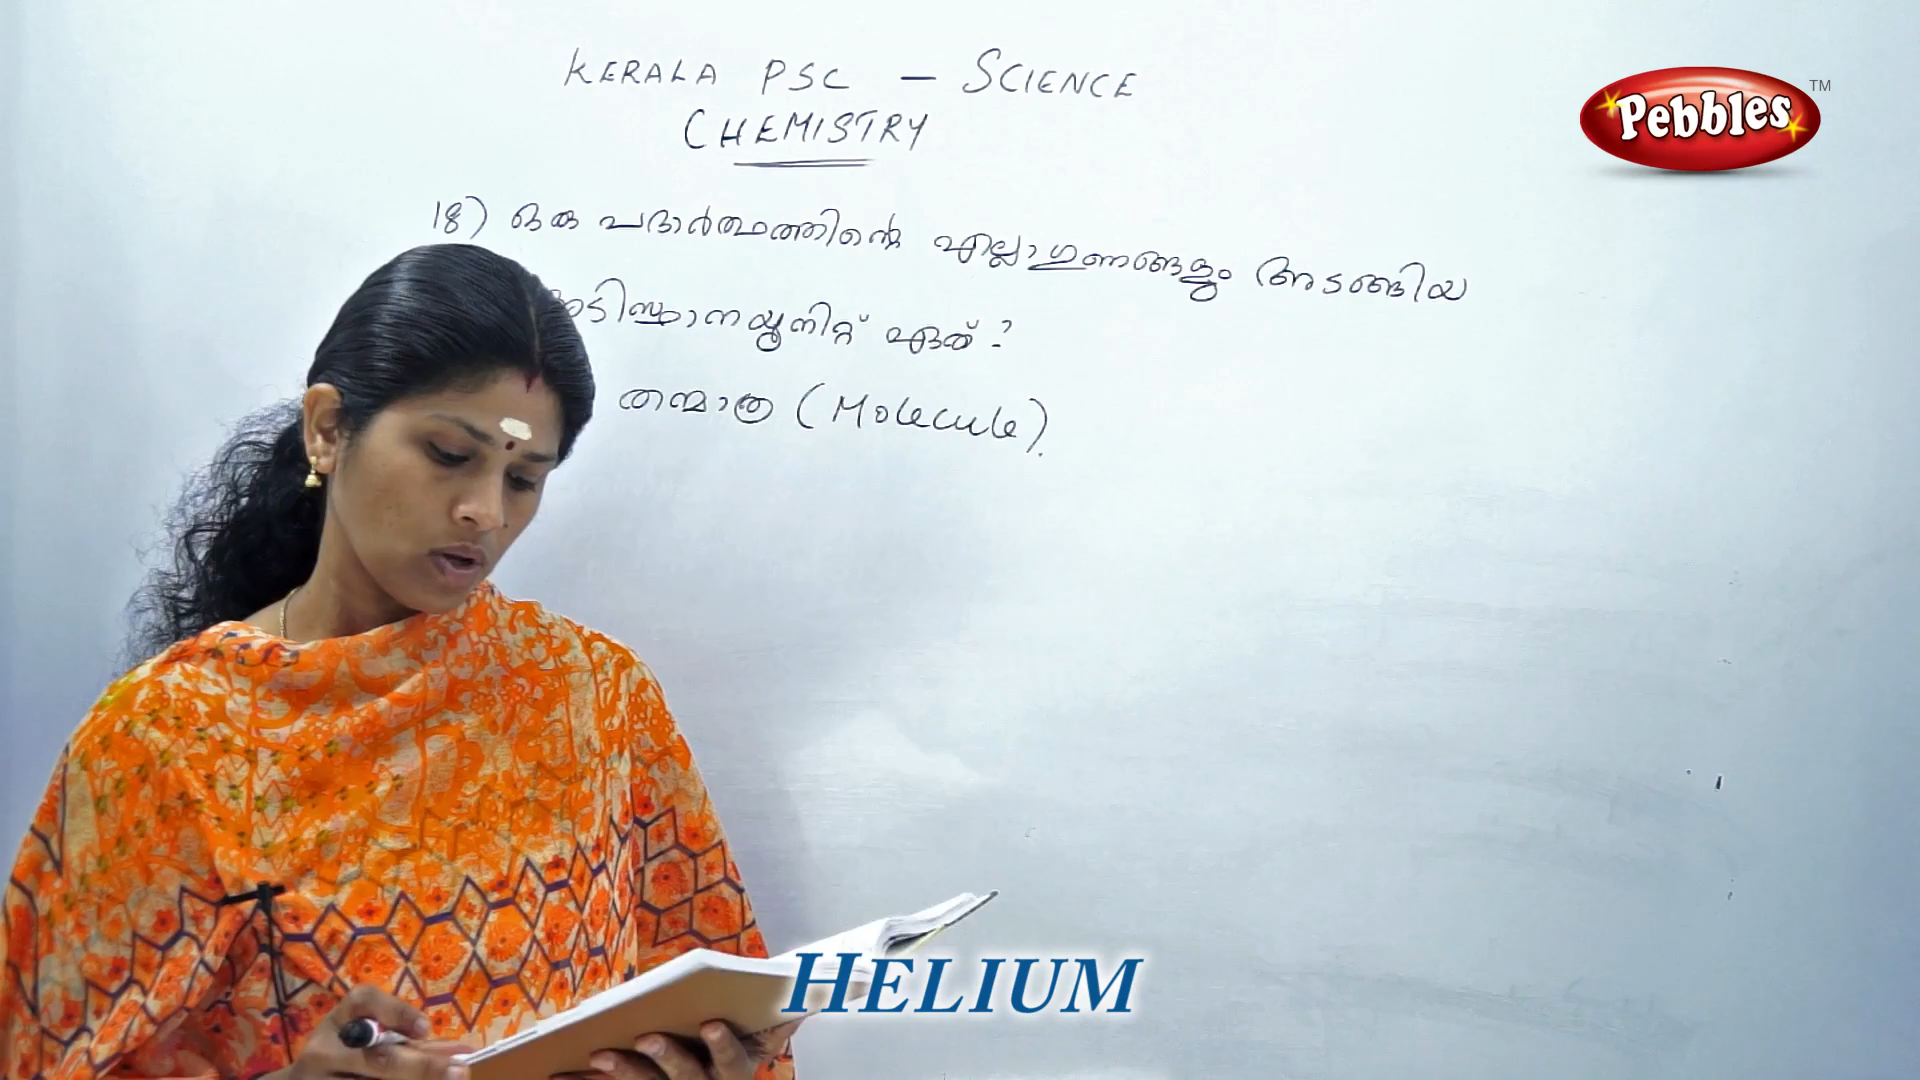 KERALA PSC — SCIENCE
CHEMISTRY
Pebbles TM
18) ഒരു പദാർത്ഥത്തിന്റെ എല്ലാഗുണങ്ങളും അടങ്ങിയ
അടിസ്ഥാനയൂനിറ്റ് ഏത് ?
തന്മാത്ര (Molecule).
HELIUM